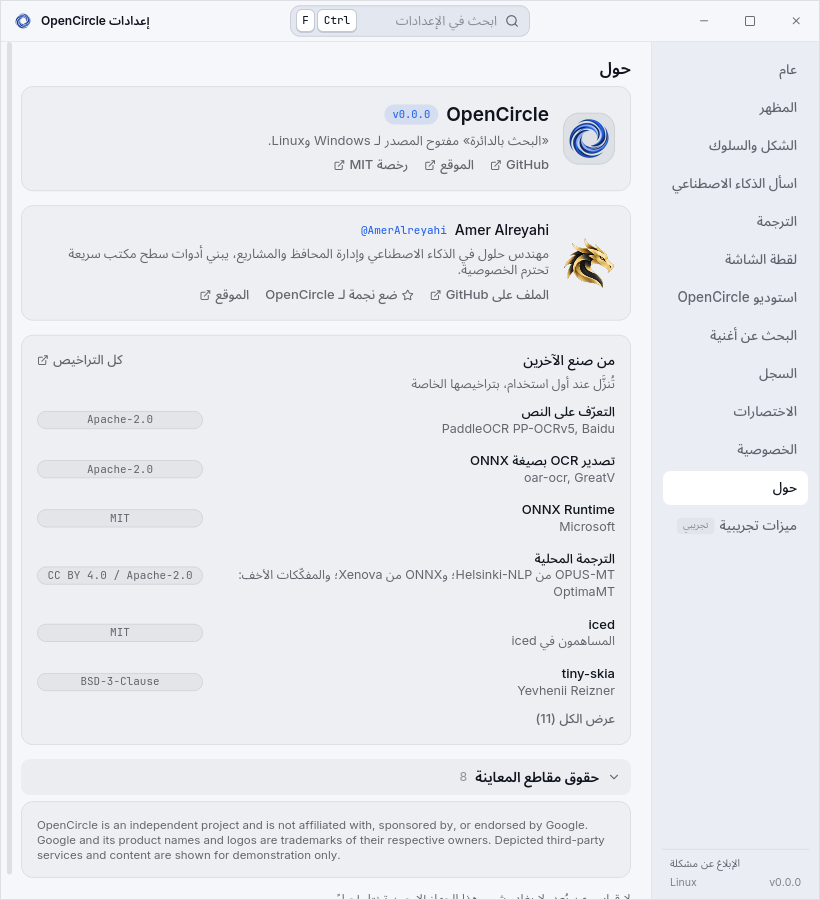 إعدادات OpenCircle
ابحث في الإعدادات
Ctrl F
عام
المظهر
الشكل والسلوك
اسأل الذكاء الاصطناعي
الترجمة
لقطة الشاشة
استوديو OpenCircle
البحث عن أغنية
السجل
الاختصارات
الخصوصية
حول
ميزات تجريبية تجريبي
الإبلاغ عن مشكلة
Linux v0.0.0
حول
OpenCircle v0.0.0
«البحث بالدائرة» مفتوح المصدر لـ Windows وLinux.
GitHub الموقع رخصة MIT
Amer Alreyahi @AmerAlreyahi
مهندس حلول في الذكاء الاصطناعي وإدارة المحافظ والمشاريع، يبني أدوات سطح مكتب سريعة
تحترم الخصوصية.
الملف على GitHub ضع نجمة لـ OpenCircle الموقع
من صنع الآخرين كل التراخيص
تُنزَّل عند أول استخدام، بتراخيصها الخاصة
التعرّف على النص
PaddleOCR PP-OCRv5, Baidu
Apache-2.0
تصدير OCR بصيغة ONNX
oar-ocr, GreatV
Apache-2.0
ONNX Runtime
Microsoft
MIT
الترجمة المحلية
OPUS-MT من Helsinki-NLP؛ وONNX من Xenova؛ والمفكّكات الأخف:
OptimaMT
CC BY 4.0 / Apache-2.0
iced
المساهمون في iced
MIT
tiny-skia
Yevhenii Reizner
BSD-3-Clause
عرض الكل (11)
حقوق مقاطع المعاينة 8
OpenCircle is an independent project and is not affiliated with, sponsored by, or endorsed by Google.
Google and its product names and logos are trademarks of their respective owners. Depicted third-party
services and content are shown for demonstration only.